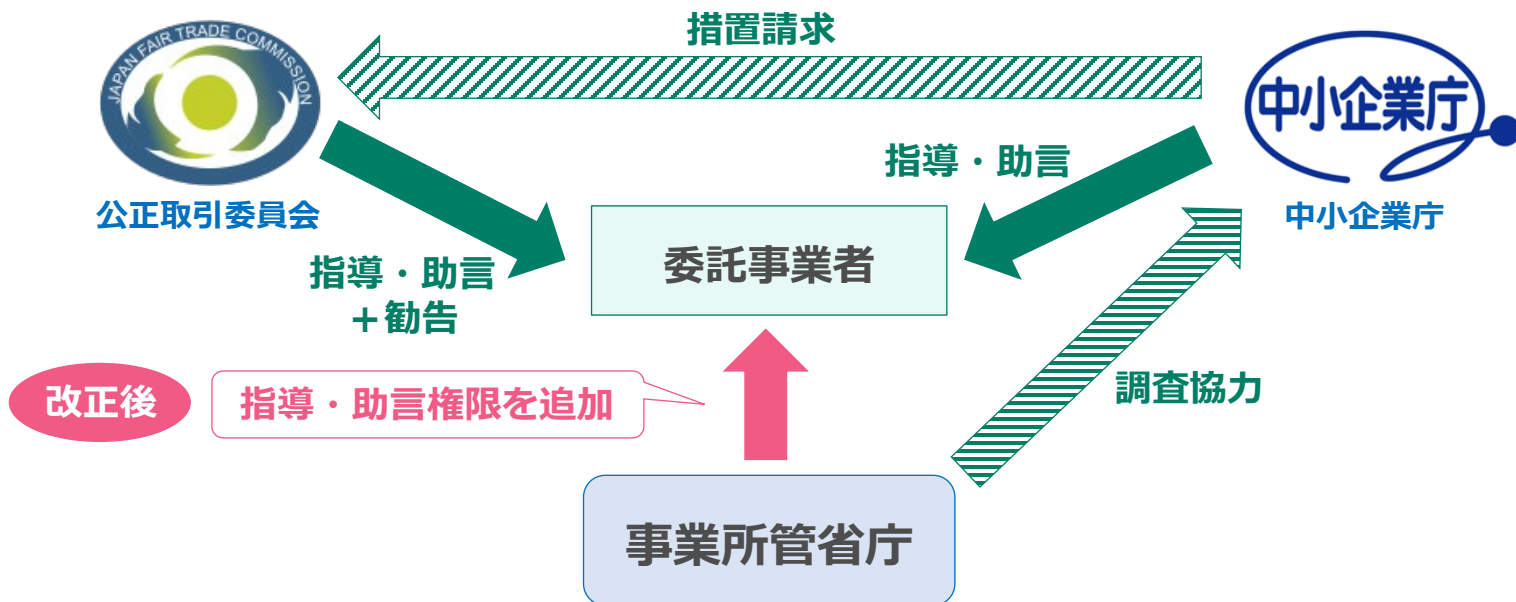 措置請求
JAPAN FAIR TRADE COMMISSION
中小企業庁
公正取引委員会
中小企業庁
指導・助言
指導・助言
＋勧告
委託事業者
改正後
指導・助言権限を追加
調査協力
事業所管省庁